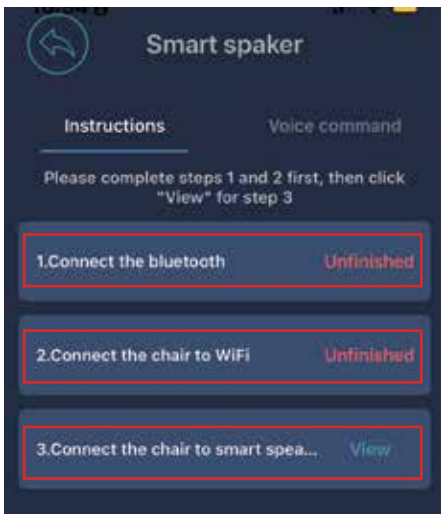 Smart spaker
Instructions
Voice command
Please complete steps 1 and 2 first, then click
"View" for step 3
1.Connect the bluetooth
Unfinished
2.Connect the chair to WiFi
Unfinished
3.Connect the chair to smart spea...
View